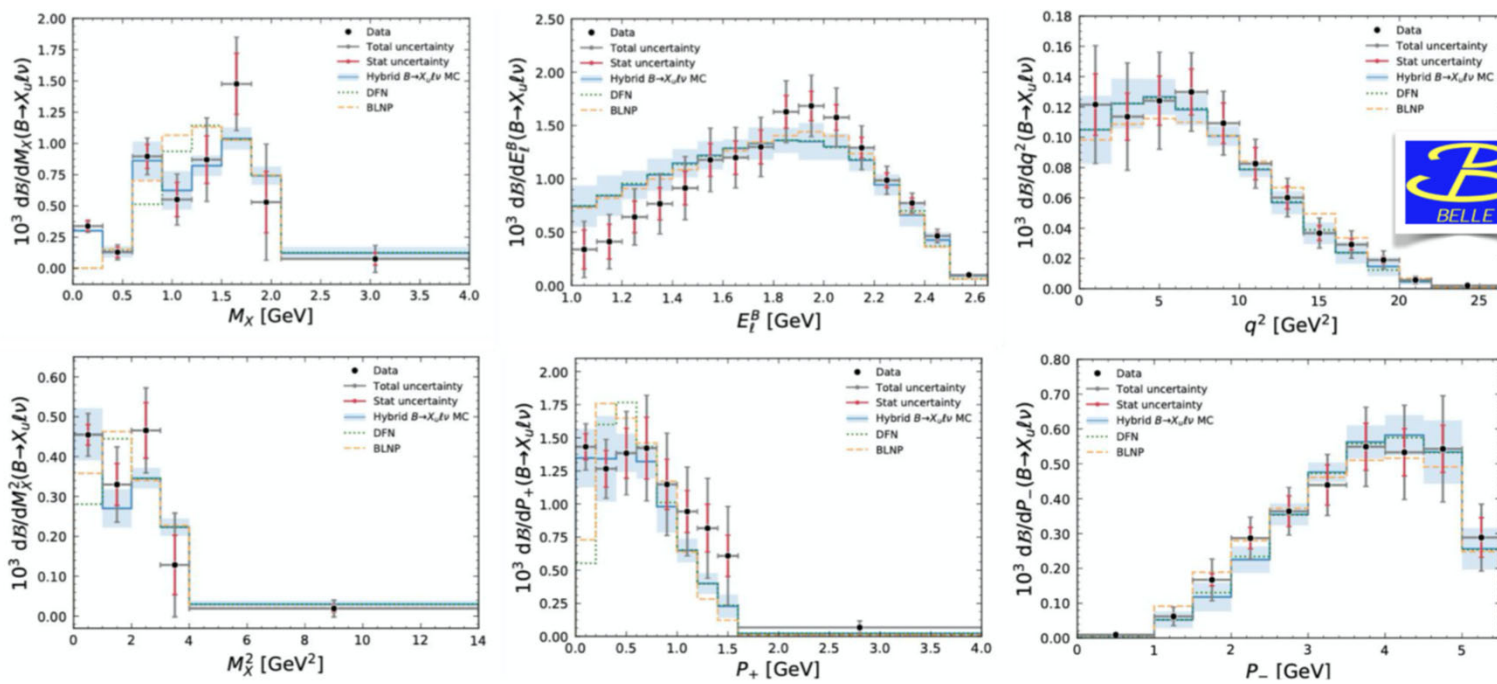 10³ dB/dM_X(B→X_uℓν)
2.00
1.75
1.50
1.25
1.00
0.75
0.50
0.25
0.00
Data
Total uncertainty
Stat uncertainty
Hybrid B→X_uℓν MC
DFN
BLNP
0.0 0.5 1.0 1.5 2.0 2.5 3.0 3.5 4.0
M_X [GeV]
10³ dB/dE_ℓ^B(B→X_uℓν)
2.50
2.00
1.50
1.00
0.50
0.00
Data
Total uncertainty
Stat uncertainty
Hybrid B→X_uℓν MC
DFN
BLNP
1.0 1.2 1.4 1.6 1.8 2.0 2.2 2.4 2.6
E_ℓ^B [GeV]
10³ dB/dq²(B→X_uℓν)
0.18
0.16
0.14
0.12
0.10
0.08
0.06
0.04
0.02
0.00
Data
Total uncertainty
Stat uncertainty
Hybrid B→X_uℓν MC
DFN
BLNP
B
BELLE
0 5 10 15 20 25
q² [GeV²]
10³ dB/dM_X²(B→X_uℓν)
0.60
0.50
0.40
0.30
0.20
0.10
0.00
Data
Total uncertainty
Stat uncertainty
Hybrid B→X_uℓν MC
DFN
BLNP
0 2 4 6 8 10 12 14
M_X² [GeV²]
10³ dB/dP₊(B→X_uℓν)
2.00
1.75
1.50
1.25
1.00
0.75
0.50
0.25
0.00
Data
Total uncertainty
Stat uncertainty
Hybrid B→X_uℓν MC
DFN
BLNP
0.0 0.5 1.0 1.5 2.0 2.5 3.0 3.5 4.0
P₊ [GeV]
10³ dB/dP₋(B→X_uℓν)
0.80
0.70
0.60
0.50
0.40
0.30
0.20
0.10
0.00
Data
Total uncertainty
Stat uncertainty
Hybrid B→X_uℓν MC
DFN
BLNP
0 1 2 3 4 5
P₋ [GeV]